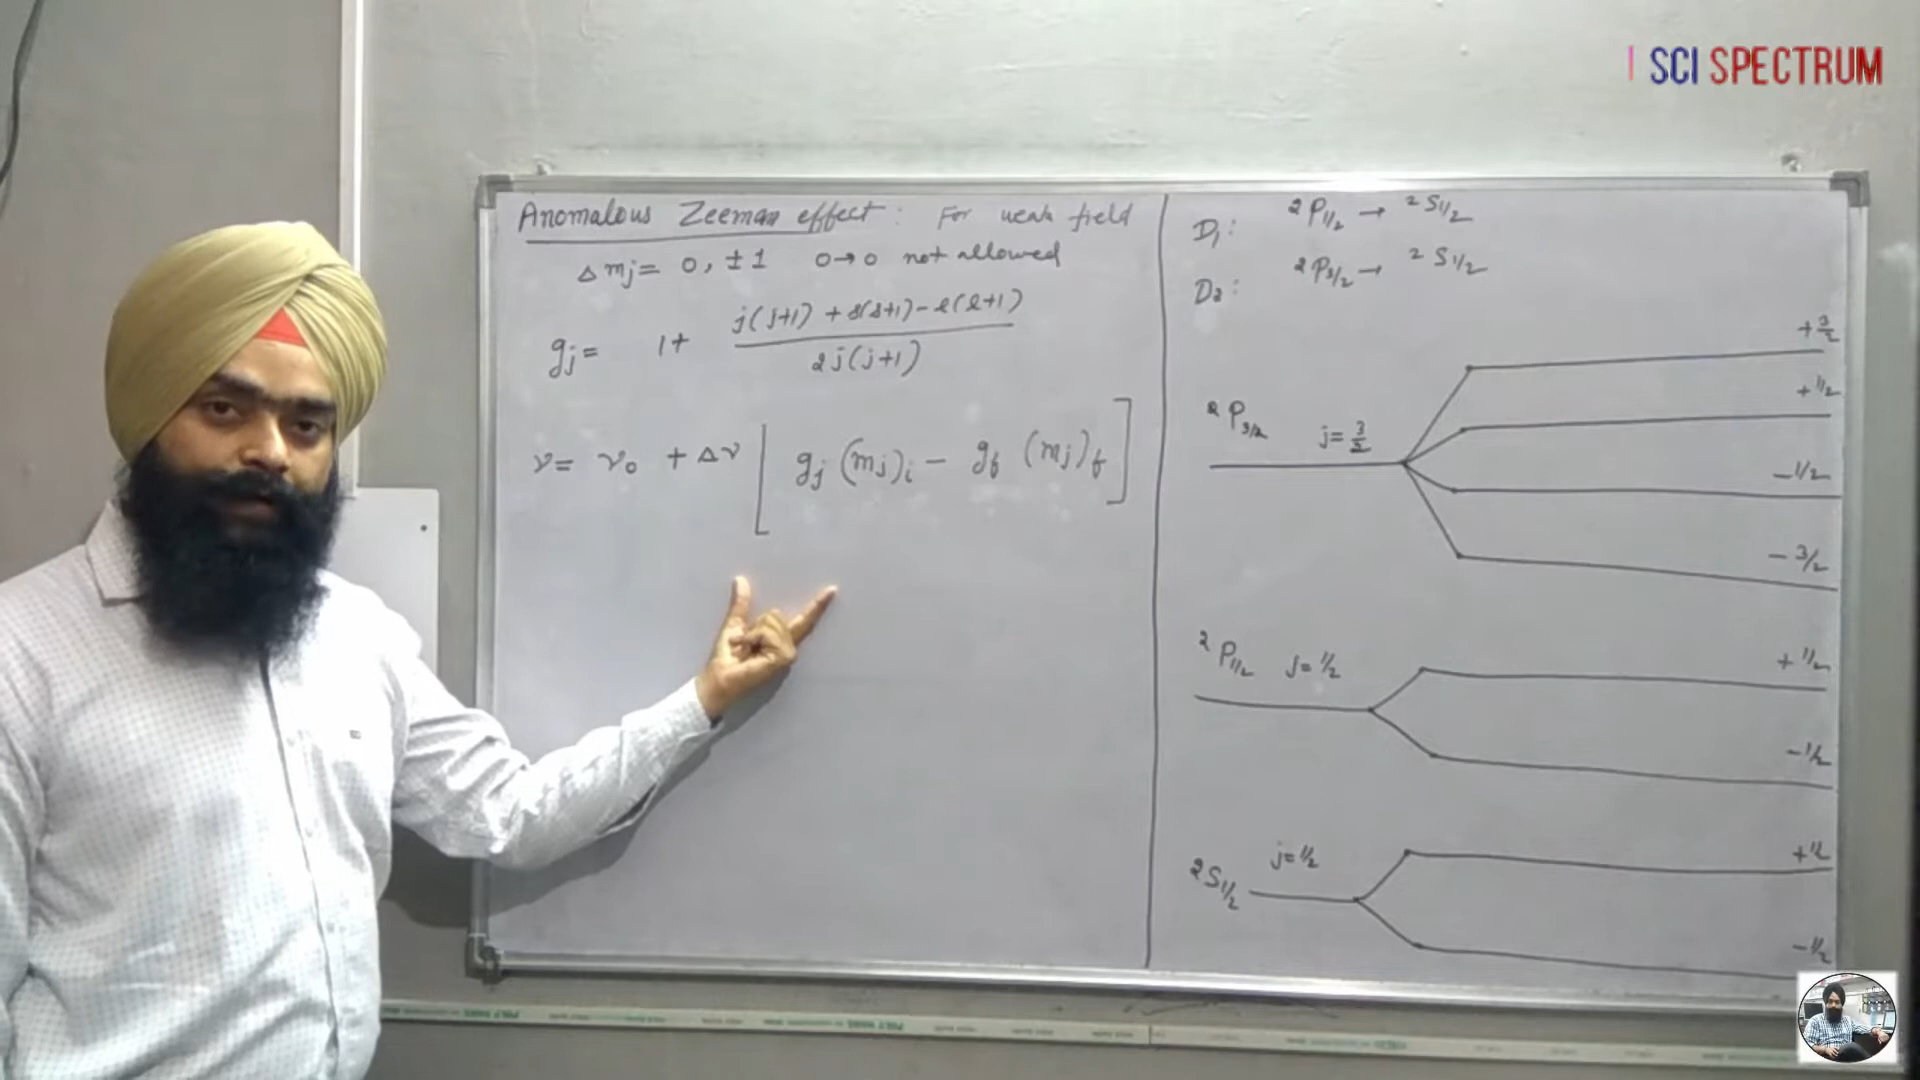 SCI SPECTRUM
Anomalous Zeeman effect : For weak field
Δmj = 0, ±1 0→0 not allowed
gj = 1 + j(j+1) + s(s+1) - l(l+1) / 2j(j+1)
ν = ν₀ + Δν [ gj (mj)i - gf (mj)f ]
D₁ : ²P1/2 → ²S1/2
D₂ : ²P3/2 → ²S1/2
+3/2
+1/2
²P3/2 j=3/2
-1/2
-3/2
²P1/2 j=1/2
+1/2
-1/2
²S1/2 j=1/2
+1/2
-1/2